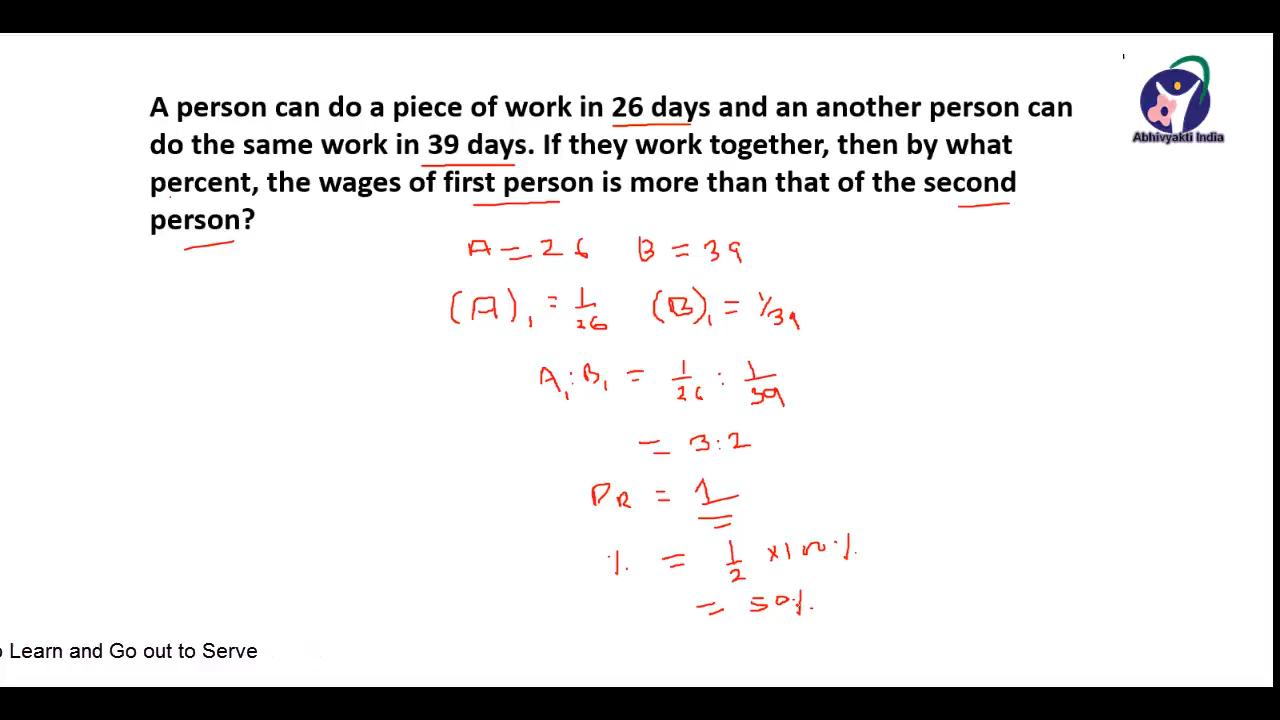 A person can do a piece of work in 26 days and an another person can
do the same work in 39 days. If they work together, then by what
percent, the wages of first person is more than that of the second
person?
Abhivyakti India
A = 26 B = 39
(A)₁ = 1/26 (B)₁ = 1/39
A₁:B₁ = 1/26 : 1/39
= 3:2
DR = 1
% = 1/2 × 100%
= 50%
Learn and Go out to Serve